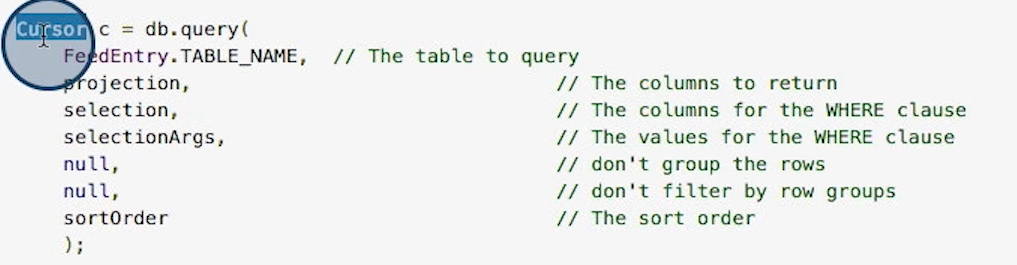 Cursor c = db.query(
FeedEntry.TABLE_NAME, // The table to query
projection, // The columns to return
selection, // The columns for the WHERE clause
selectionArgs, // The values for the WHERE clause
null, // don't group the rows
null, // don't filter by row groups
sortOrder // The sort order
);